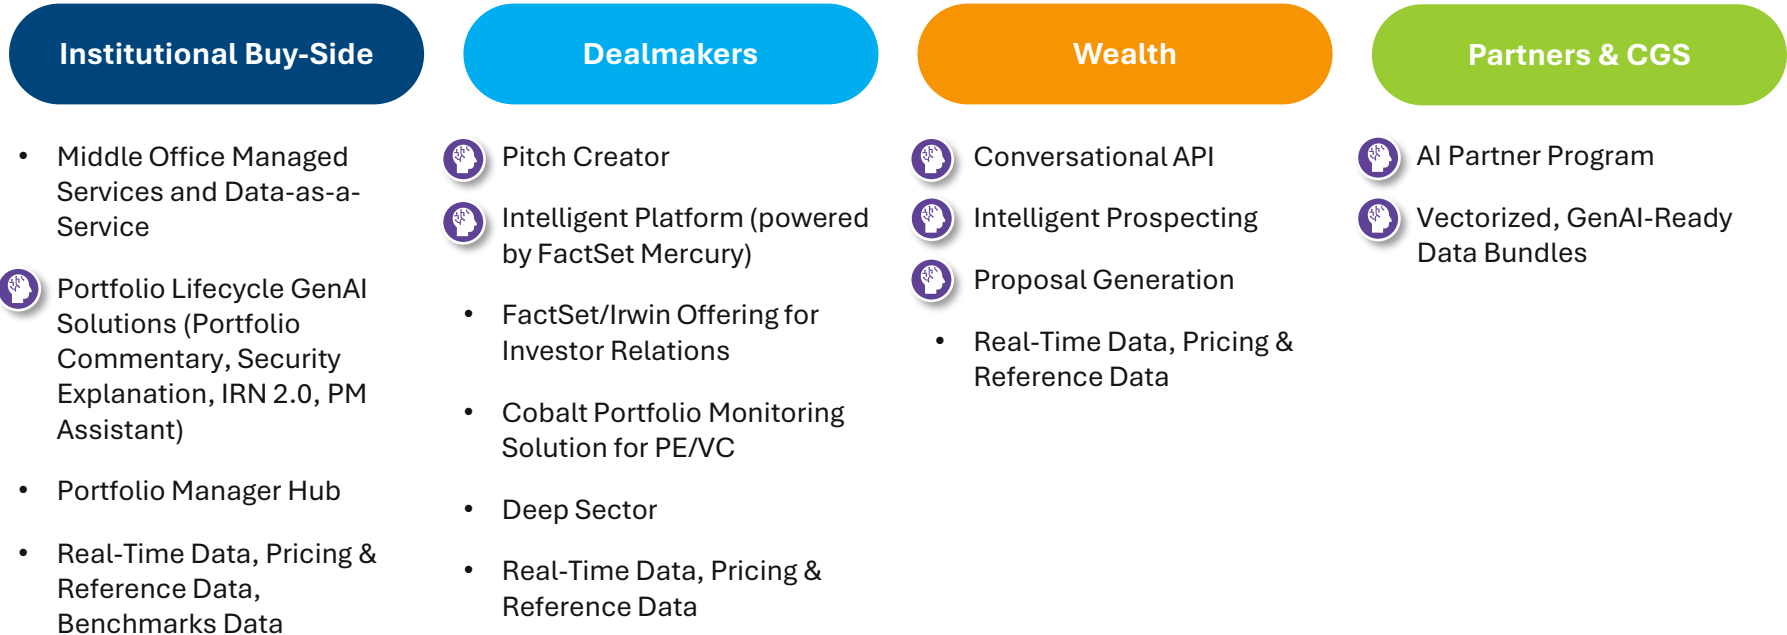 Institutional Buy-Side
• Middle Office Managed
Services and Data-as-a-
Service
Portfolio Lifecycle GenAI
Solutions (Portfolio
Commentary, Security
Explanation, IRN 2.0, PM
Assistant)
• Portfolio Manager Hub
• Real-Time Data, Pricing &
Reference Data,
Benchmarks Data
Dealmakers
Pitch Creator
Intelligent Platform (powered
by FactSet Mercury)
• FactSet/Irwin Offering for
Investor Relations
• Cobalt Portfolio Monitoring
Solution for PE/VC
• Deep Sector
• Real-Time Data, Pricing &
Reference Data
Wealth
Conversational API
Intelligent Prospecting
Proposal Generation
• Real-Time Data, Pricing &
Reference Data
Partners & CGS
AI Partner Program
Vectorized, GenAI-Ready
Data Bundles